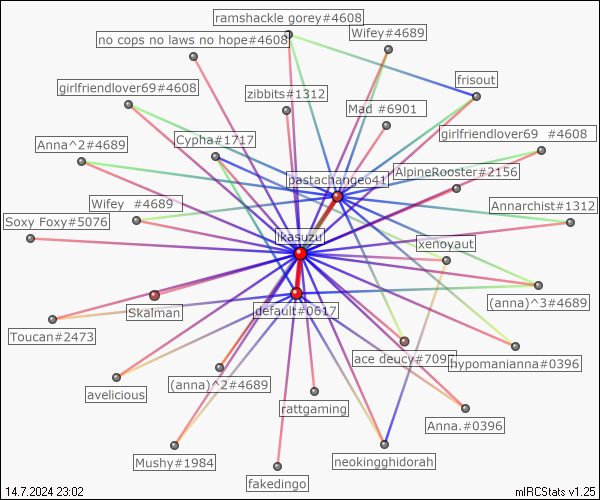 ramshackle gorey#4608
Wifey#4689
no cops no laws no hope#4608
frisout
girlfriendlover69#4608
zibbits#1312
Mad #6901
girlfriendlover69 #4608
Cypha#1717
Anna^2#4689
AlpineRooster#2156
pastachange041
Wifey #4689
Annarchist#1312
Soxy Foxy#5076
ikasuzu
xenoyaut
(anna)^3#4689
Skalman
default#0617
Toucan#2473
ace deucy#709
hypomanianna#0396
(anna)^2#4689
avelicious
rattgaming
Anna.#0396
Mushy#1984
neokingghidorah
fakedingo
14.7.2024 23:02
mIRCStats v1.25